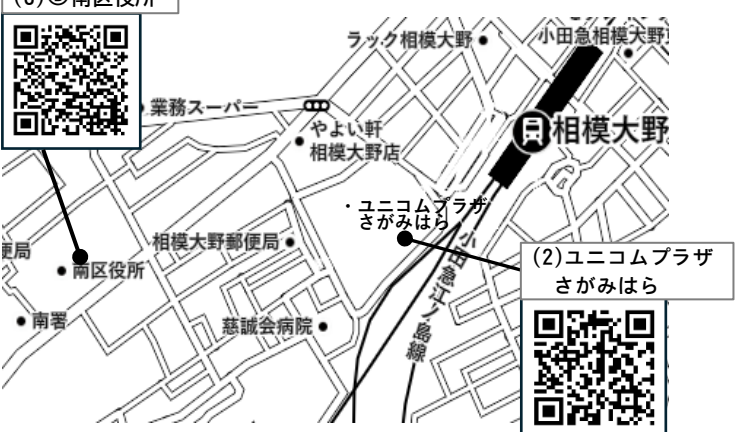 南区役所
ラック相模大野
小田急相模大野
業務スーパー
やよい軒
相模大野店
相模大野
・ユニコムプラザ
さがみはら
相模大野郵便局
(2)ユニコムプラザ
さがみはら
便局
南区役所
小田急江ノ島線
南署
慈誠会病院